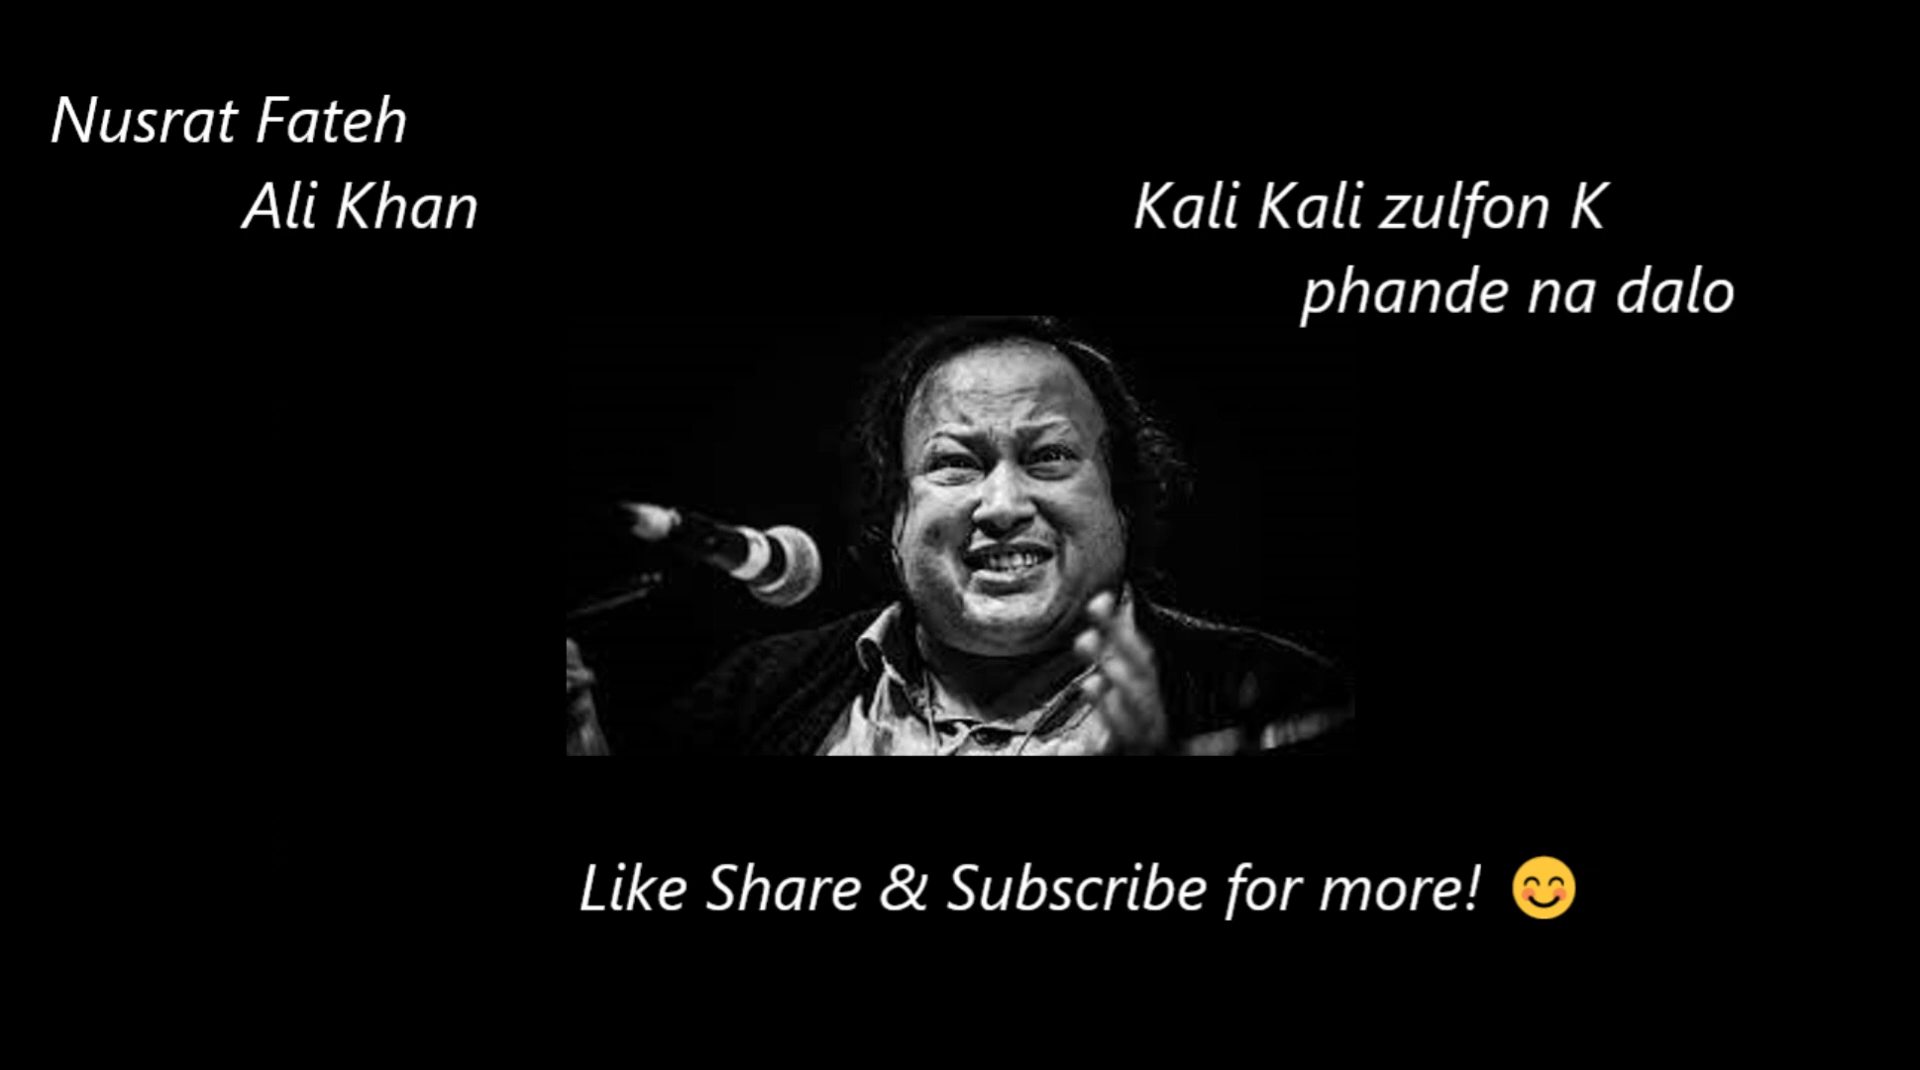 Nusrat Fateh
Ali Khan
Kali Kali zulfon K
phande na dalo
Like Share & Subscribe for more! 😊